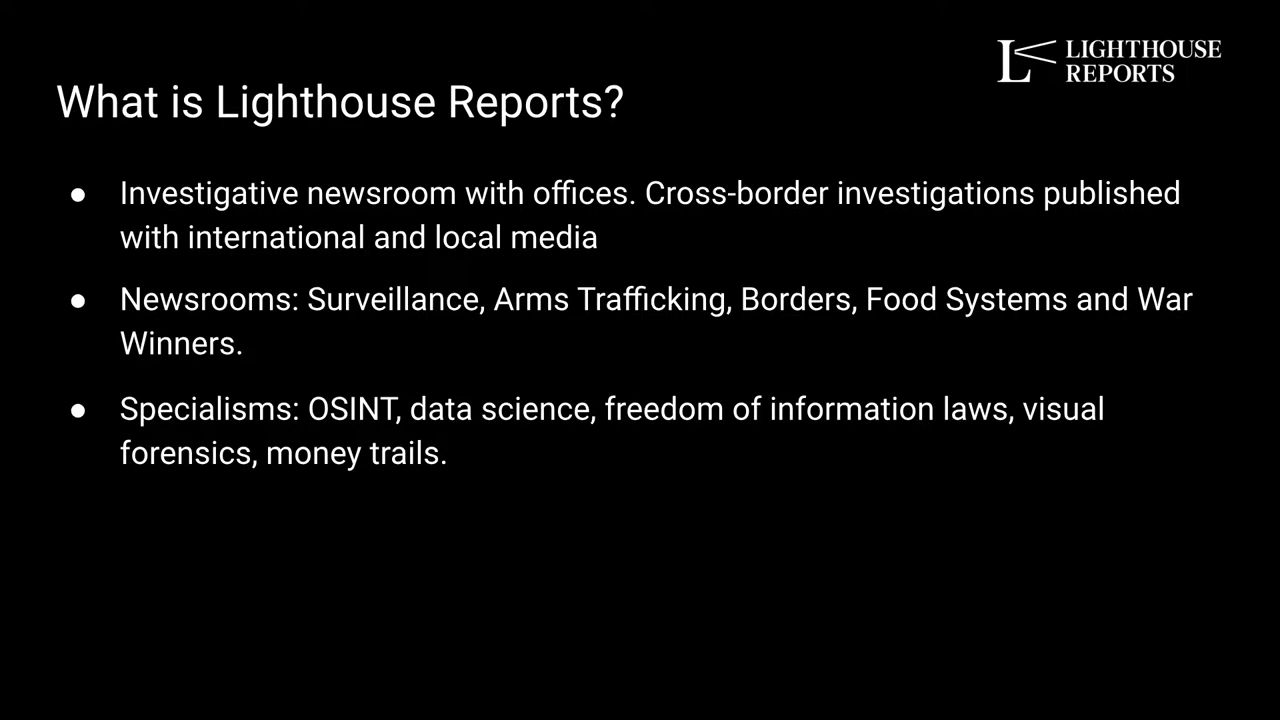 LIGHTHOUSE
REPORTS
What is Lighthouse Reports?
● Investigative newsroom with offices. Cross-border investigations published
with international and local media
● Newsrooms: Surveillance, Arms Trafficking, Borders, Food Systems and War
Winners.
● Specialisms: OSINT, data science, freedom of information laws, visual
forensics, money trails.